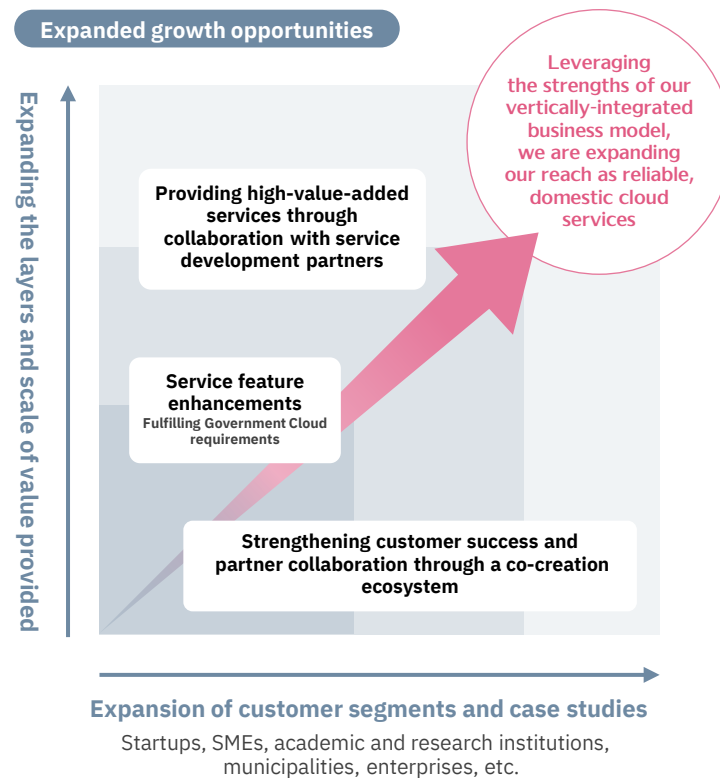 Expanded growth opportunities
Leveraging
the strengths of our
vertically-integrated
business model,
we are expanding
our reach as reliable,
domestic cloud
services
Expanding the layers and scale of value provided
Providing high-value-added
services through
collaboration with service
development partners
Service feature
enhancements
Fulfilling Government Cloud
requirements
Strengthening customer success and
partner collaboration through a co-creation
ecosystem
Expansion of customer segments and case studies
Startups, SMEs, academic and research institutions,
municipalities, enterprises, etc.